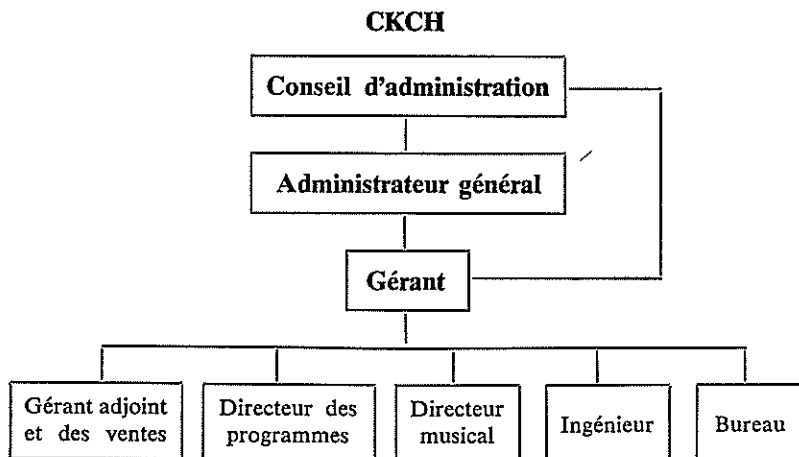 CKCH
Conseil d'administration
Administrateur général
Gérant
Gérant adjoint
et des ventes
Directeur des
programmes
Directeur
musical
Ingénieur
Bureau